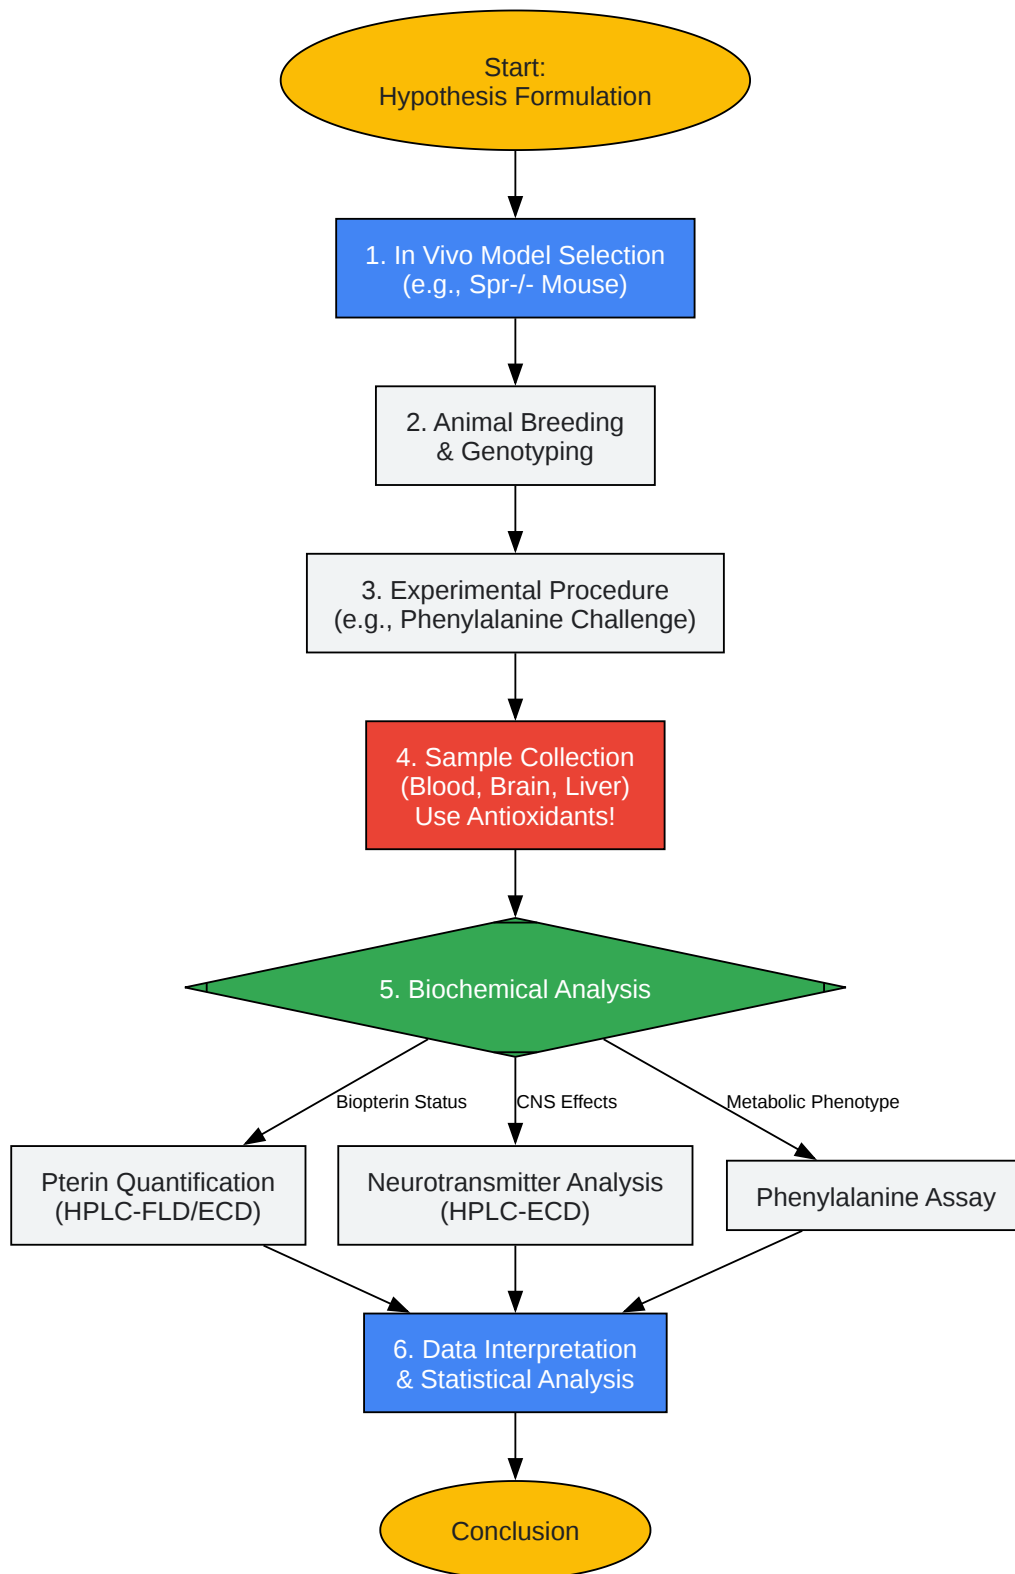 Start:
Hypothesis Formulation
1. In Vivo Model Selection
(e.g., Spr-/- Mouse)
2. Animal Breeding
& Genotyping
3. Experimental Procedure
(e.g., Phenylalanine Challenge)
4. Sample Collection
(Blood, Brain, Liver)
Use Antioxidants!
5. Biochemical Analysis
Biopterin Status
CNS Effects
Metabolic Phenotype
Pterin Quantification
(HPLC-FLD/ECD)
Neurotransmitter Analysis
(HPLC-ECD)
Phenylalanine Assay
6. Data Interpretation
& Statistical Analysis
Conclusion